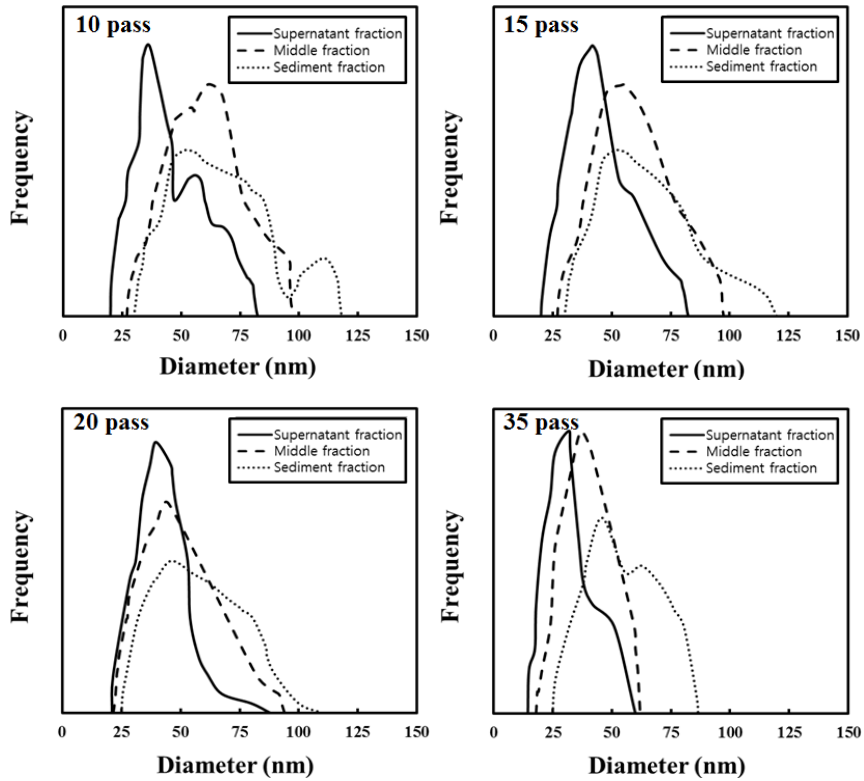 10 pass
Supernatant fraction
Middle fraction
Sediment fraction
Frequency
0 25 50 75 100 125 150
Diameter (nm)
15 pass
Supernatant fraction
Middle fraction
Sediment fraction
Frequency
0 25 50 75 100 125 150
Diameter (nm)
20 pass
Supernatant fraction
Middle fraction
Sediment fraction
Frequency
0 25 50 75 100 125 150
Diameter (nm)
35 pass
Supernatant fraction
Middle fraction
Sediment fraction
Frequency
0 25 50 75 100 125 150
Diameter (nm)